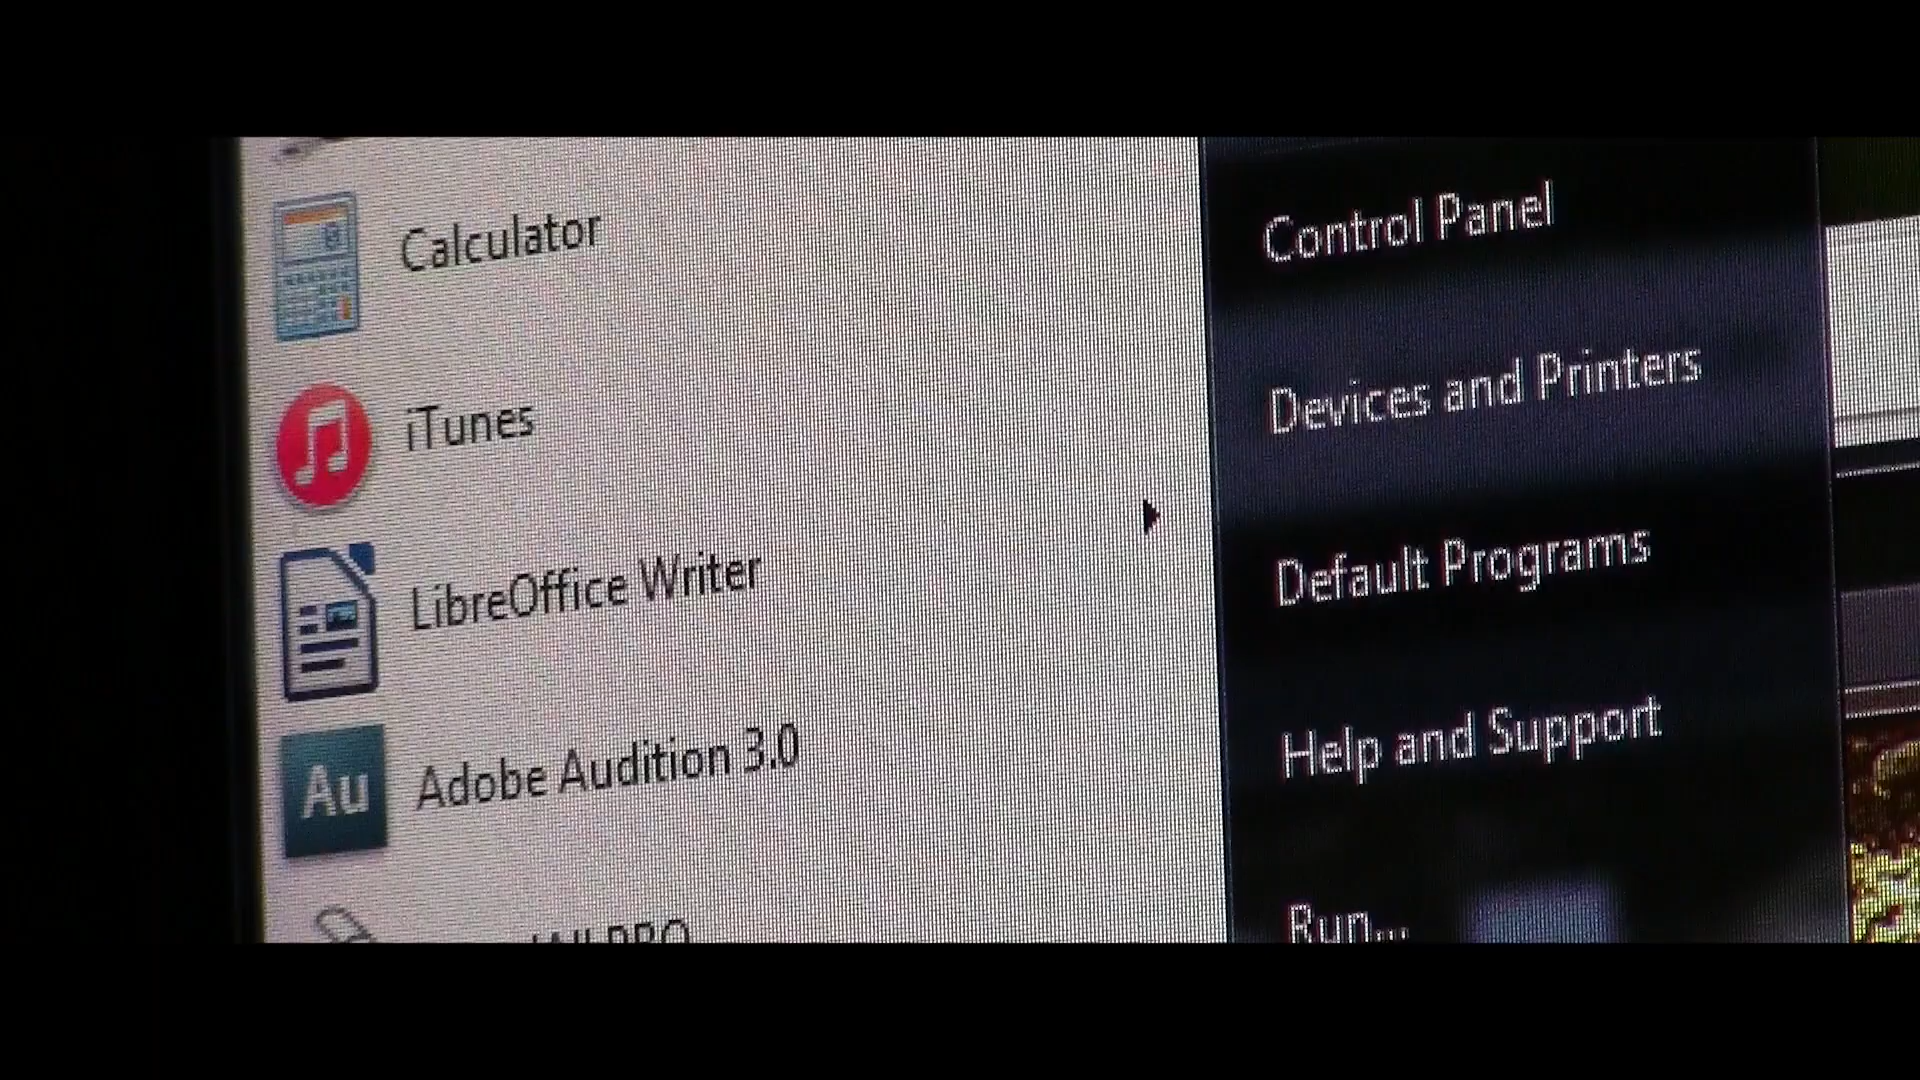 Calculator
iTunes
LibreOffice Writer
Au
Adobe Audition 3.0
Control Panel
Devices and Printers
Default Programs
Help and Support
Run...